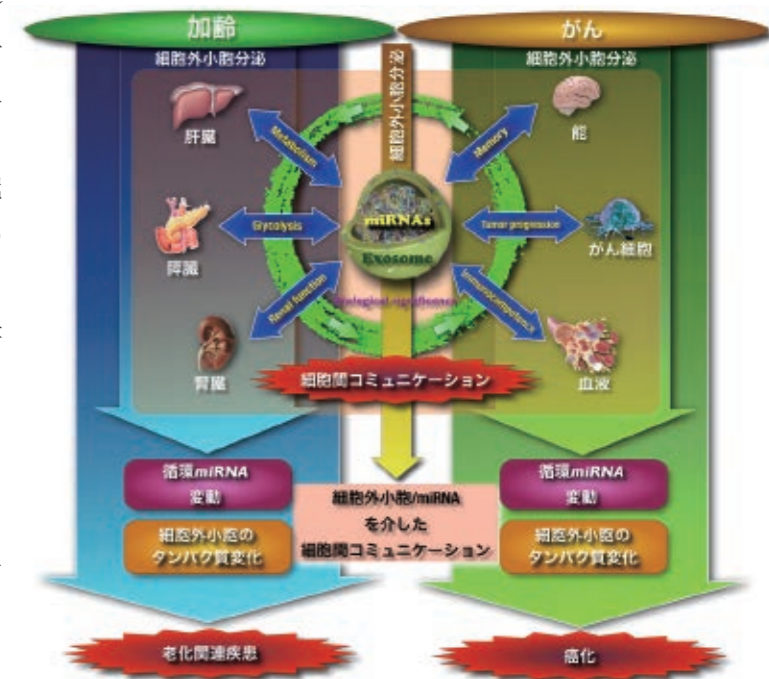 加齢
がん
細胞外小胞分泌
細胞外小胞分泌
細胞外小胞分泌
肝臓
能
Metabolism
Memory
miRNAs
Exosome
Glycolysis
Tumor progression
膵臓
がん細胞
Renal function
Immunocompetence
Biological significance
腎臓
血液
細胞間コミュニケーション
循環miRNA
変動
細胞外小胞の
タンパク質変化
細胞外小胞/miRNA
を介した
細胞間コミュニケーション
循環miRNA
変動
細胞外小胞の
タンパク質変化
老化関連疾患
癌化